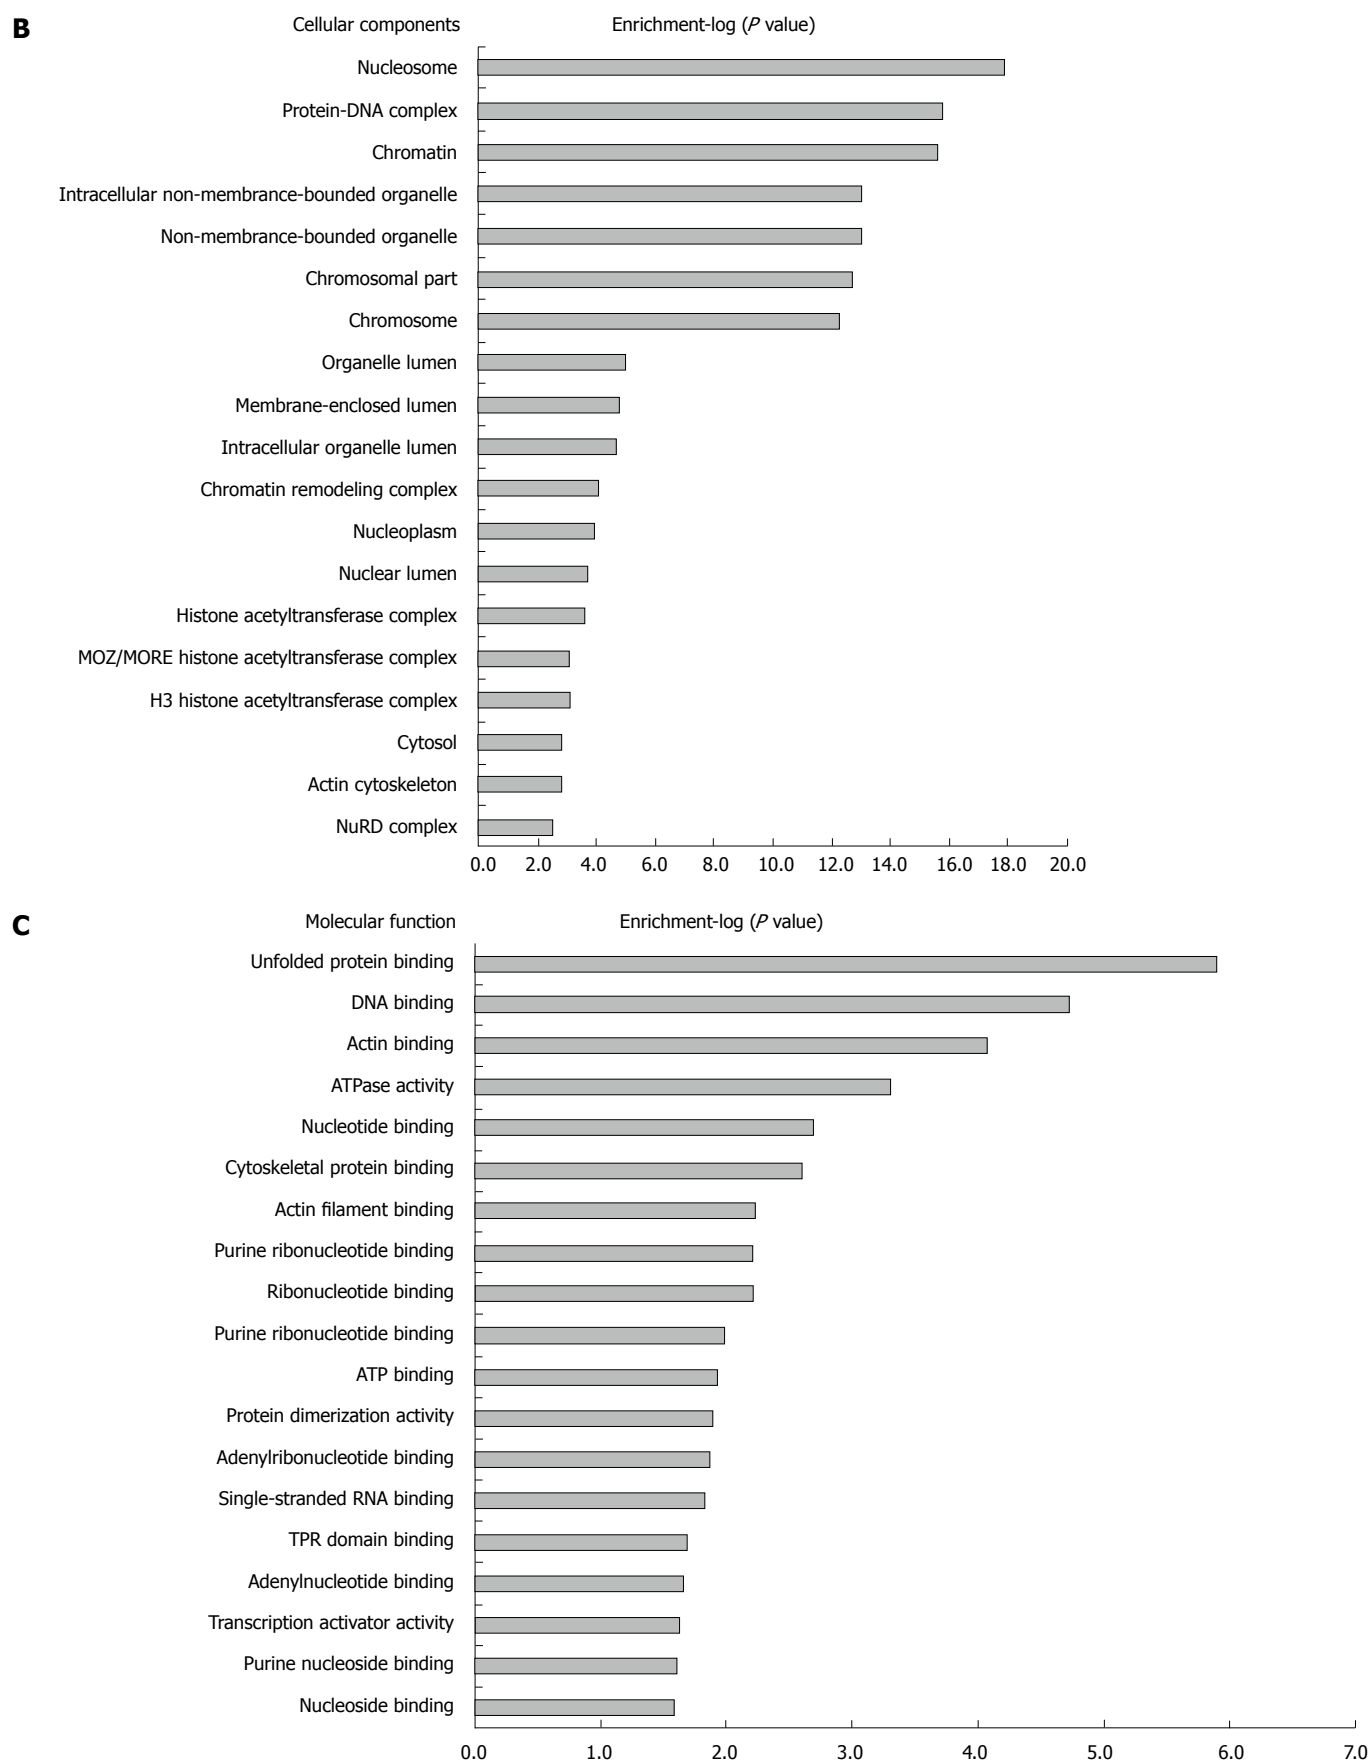 B
Cellular components Enrichment-log (P value)
Nucleosome
Protein-DNA complex
Chromatin
Intracellular non-membrance-bounded organelle
Non-membrance-bounded organelle
Chromosomal part
Chromosome
Organelle lumen
Membrane-enclosed lumen
Intracellular organelle lumen
Chromatin remodeling complex
Nucleoplasm
Nuclear lumen
Histone acetyltransferase complex
MOZ/MORE histone acetyltransferase complex
H3 histone acetyltransferase complex
Cytosol
Actin cytoskeleton
NuRD complex
0.0 2.0 4.0 6.0 8.0 10.0 12.0 14.0 16.0 18.0 20.0
C
Molecular function Enrichment-log (P value)
Unfolded protein binding
DNA binding
Actin binding
ATPase activity
Nucleotide binding
Cytoskeletal protein binding
Actin filament binding
Purine ribonucleotide binding
Ribonucleotide binding
Purine ribonucleotide binding
ATP binding
Protein dimerization activity
Adenylribonucleotide binding
Single-stranded RNA binding
TPR domain binding
Adenylnucleotide binding
Transcription activator activity
Purine nucleoside binding
Nucleoside binding
0.0 1.0 2.0 3.0 4.0 5.0 6.0 7.0